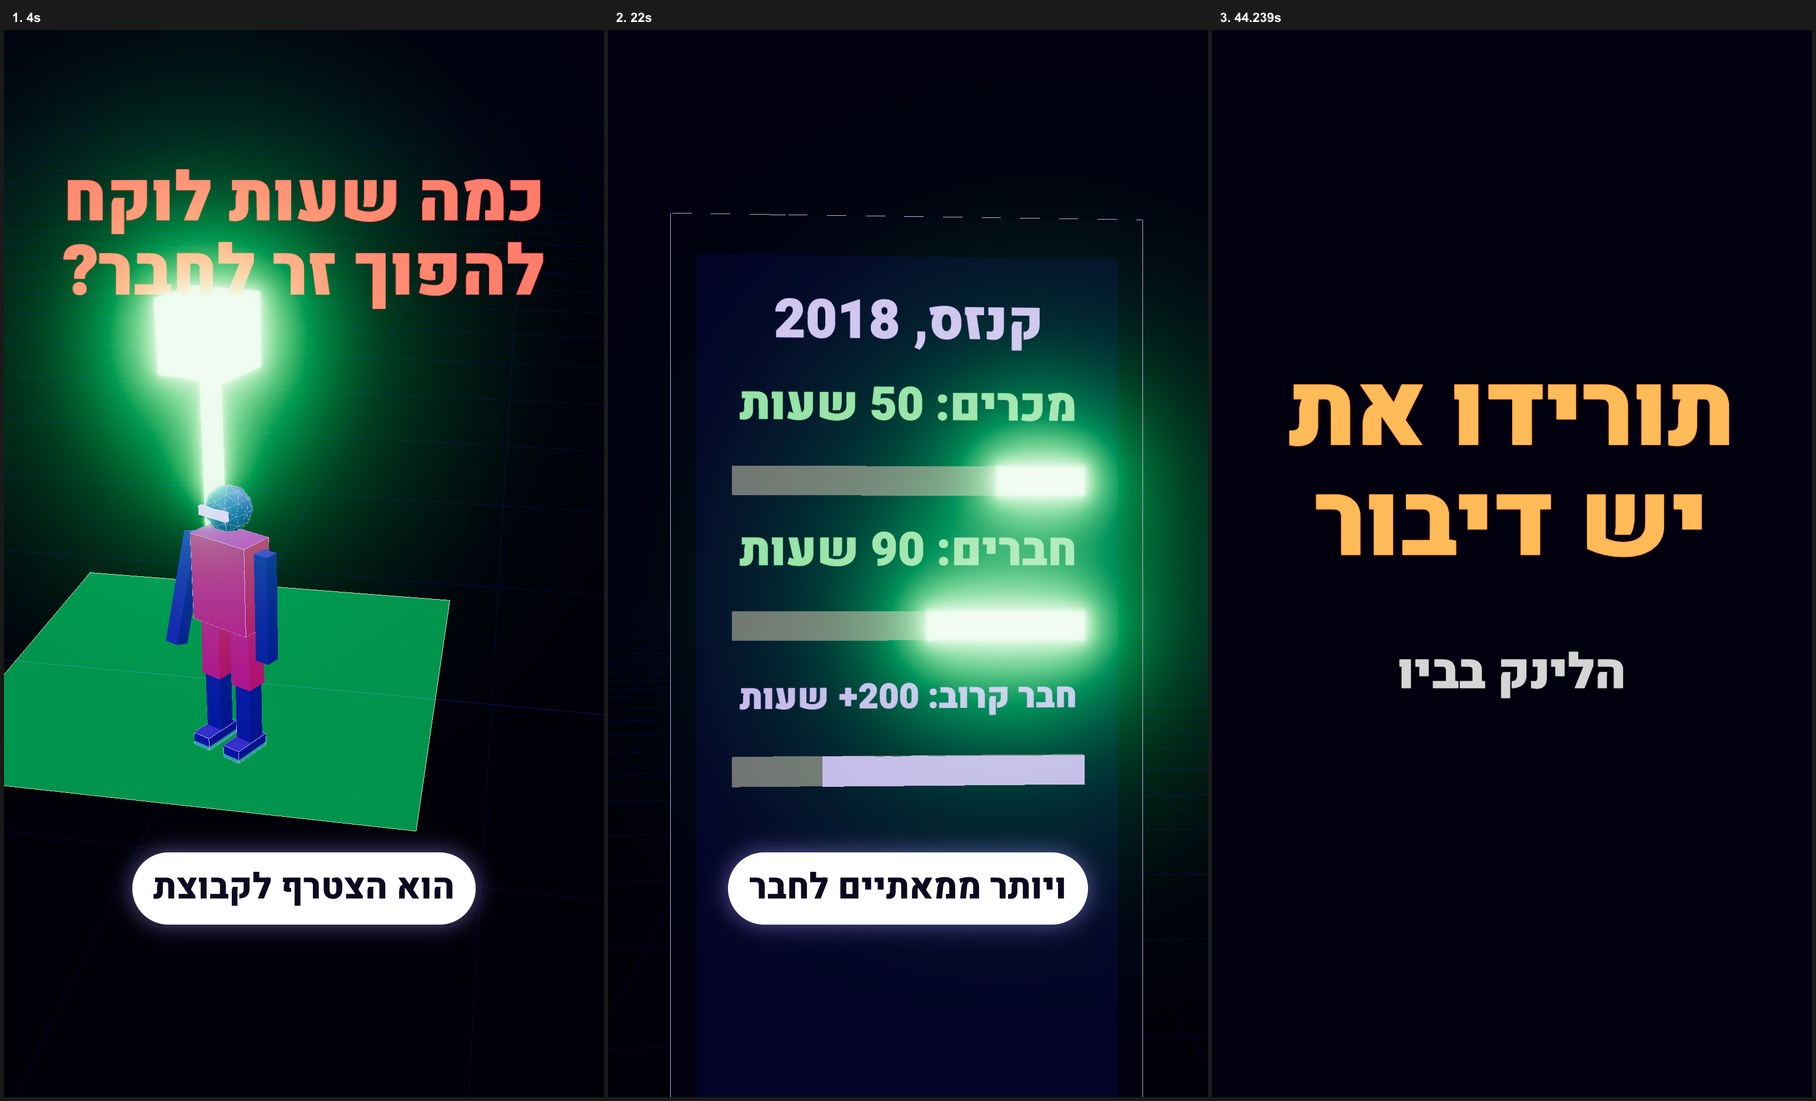 1. 4s
כמה שעות לוקח
להפוך זר לחבר?
הוא הצטרף לקבוצת
2. 22s
קנזס, 2018
מכרים: 50 שעות
חברים: 90 שעות
חבר קרוב: 200+ שעות
ויותר ממאתיים לחבר
3. 44.239s
תורידו את
יש דיבור
הלינק בביו